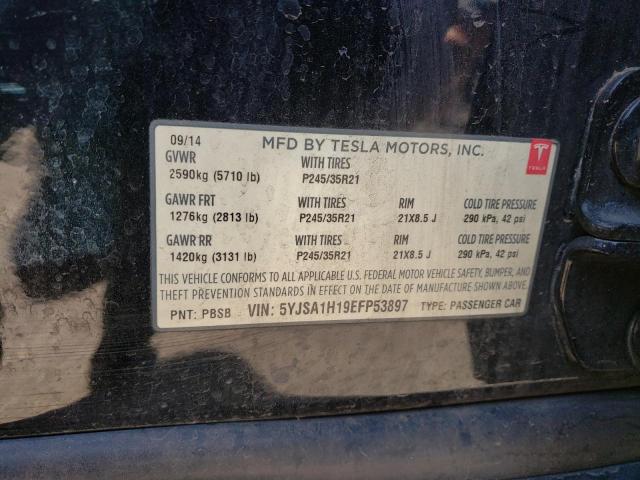 09/14 MFD BY TESLA MOTORS, INC.
GVWR WITH TIRES
2590kg (5710 lb) P245/35R21
TESLA
GAWR FRT WITH TIRES RIM COLD TIRE PRESSURE
1276kg (2813 lb) P245/35R21 21X8.5 J 290 kPa, 42 psi
GAWR RR WITH TIRES RIM COLD TIRE PRESSURE
1420kg (3131 lb) P245/35R21 21X8.5 J 290 kPa, 42 psi
THIS VEHICLE CONFORMS TO ALL APPLICABLE U.S. FEDERAL MOTOR VEHICLE SAFETY, BUMPER, AND
THEFT PREVENTION STANDARDS IN EFFECT ON THE DATE OF MANUFACTURE SHOWN ABOVE.
PNT: PBSB VIN: 5YJSA1H19EFP53897 TYPE: PASSENGER CAR